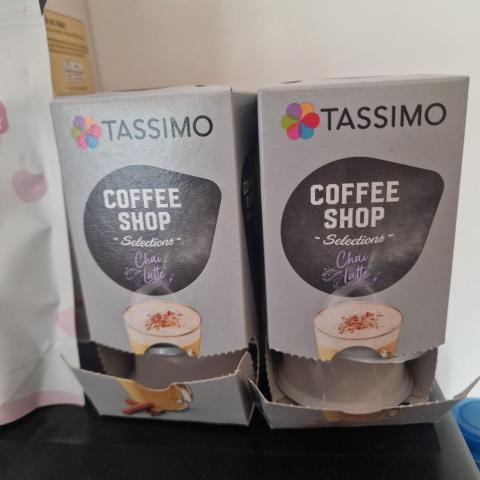 TASSIMO
COFFEE
SHOP
- Selections -
Chai
Latte
TASSIMO
COFFEE
SHOP
- Selections -
Chai
Latte